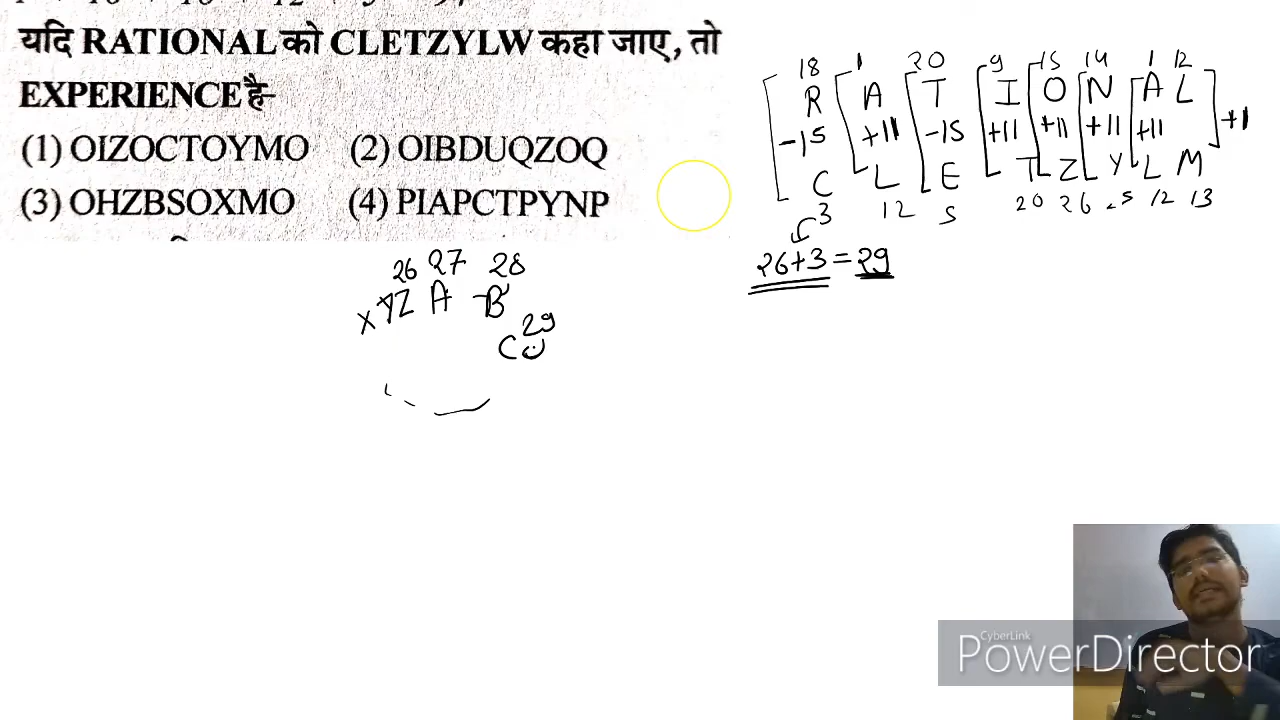 यदि RATIONAL को CLETZYLW कहा जाए, तो
EXPERIENCE है-
(1) OIZOCTOYMO (2) OIBDUQZOQ
(3) OHZBSOXMO (4) PIAPCTPYNP
18 1 20 9 15 14 1 12
R A T I O N A L
-15 +11 -15 +11 +11 +11 +11 +1
C L E T Z Y L M
3 12 5 20 26 25 12 13
26+3=29
26 27 28
X Y Z A B
29
C
CyberLink
PowerDirector